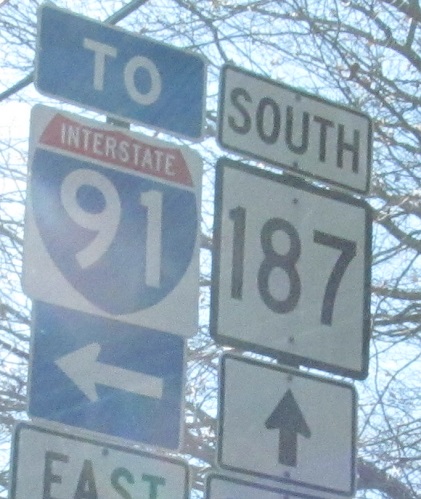 TO
INTERSTATE
91
EAST
SOUTH
187